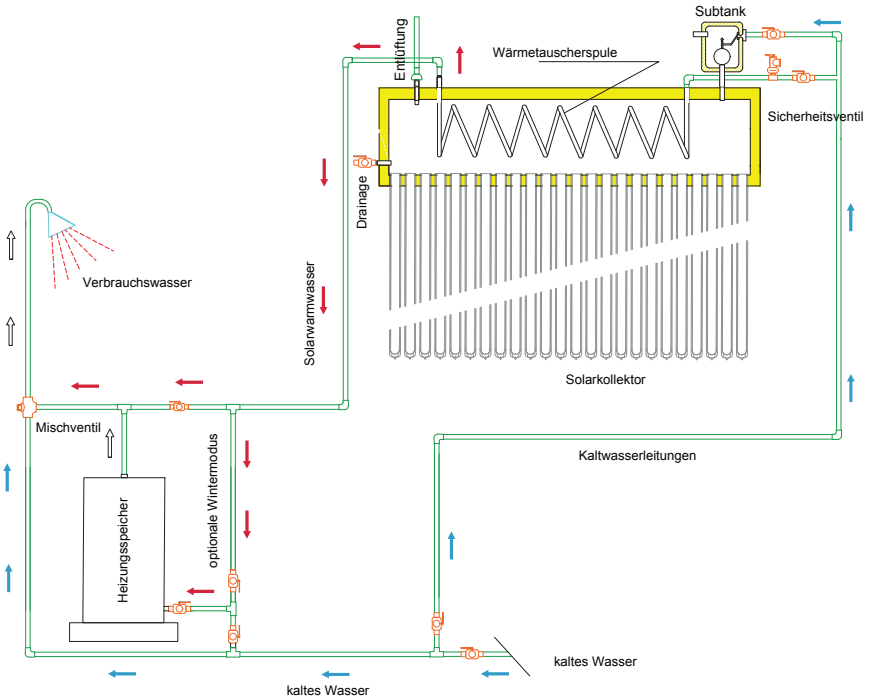 Subtank
Entlüftung
Wärmetauscherspule
Sicherheitsventil
Drainage
Verbrauchswasser
Solarwarmwasser
Solarkollektor
Mischventil
Kaltwasserleitungen
optionale Wintermodus
Heizungsspeicher
kaltes Wasser
kaltes Wasser